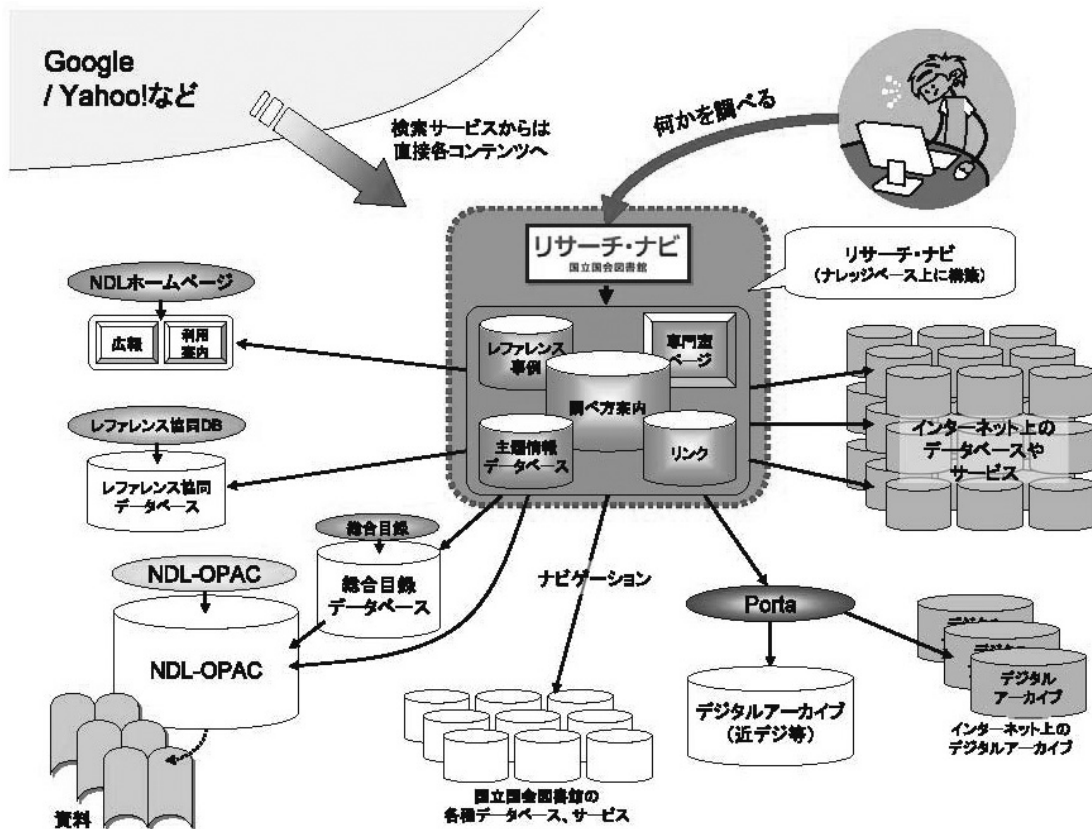 Google
/ Yahoo!など
検索サービスからは
直接各コンテンツへ
何かを調べる
リサーチ・ナビ
国立国会図書館
リサーチ・ナビ
(ナレッジベース上に構築)
NDLホームページ
広報
利用
案内
レファレンス
事例
専門室
ページ
調べ方案内
主題情報
データベース
リンク
インターネット上の
データベースや
サービス
レファレンス協同DB
レファレンス協同
データベース
総合目録
総合目録
データベース
NDL-OPAC
NDL-OPAC
資料
ナビゲーション
国立国会図書館の
各種データベース、サービス
Porta
デジタルアーカイブ
(近デジ等)
デジタル
デジタル
デジタル
アーカイブ
インターネット上の
デジタルアーカイブ